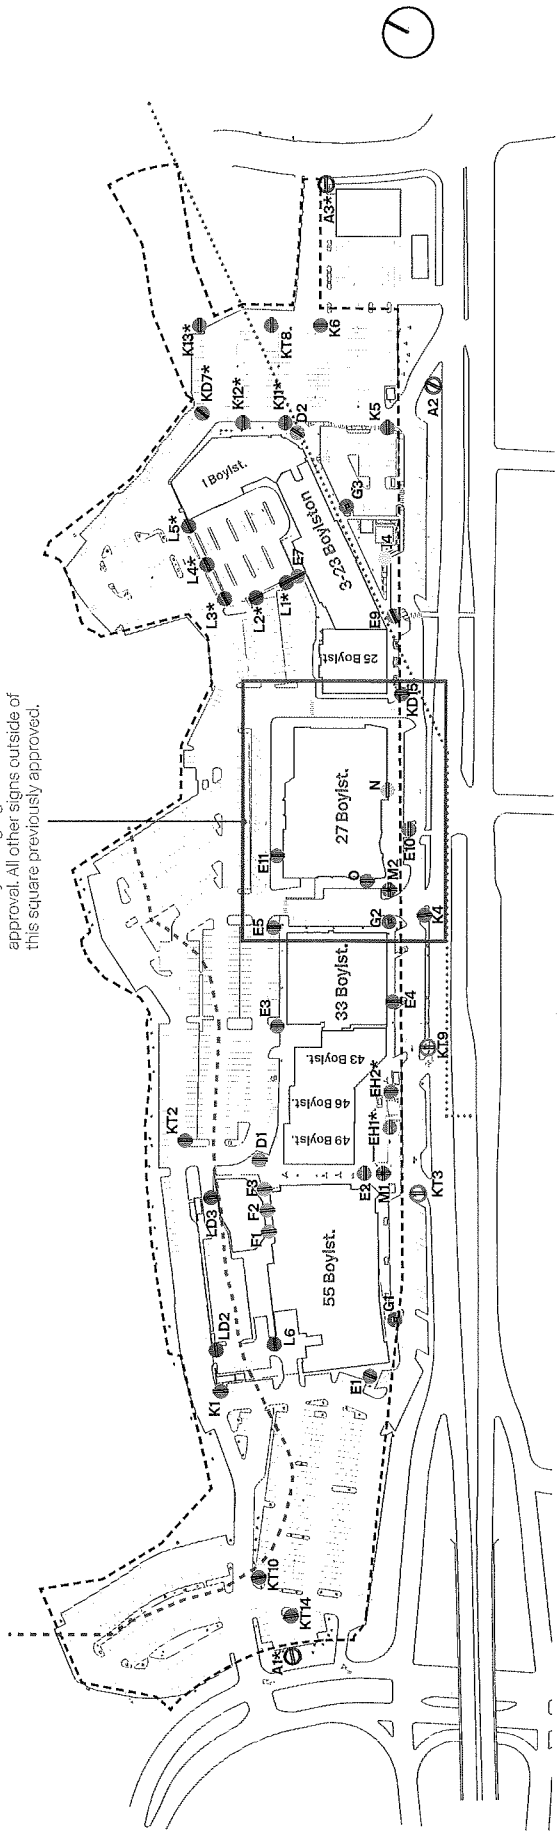 approval. All other signs outside of
this square previously approved.
A1*
KT14
KT10
K1
LD2
L6
E1
G1
55 Boylst.
F1
F2
F3
LD3
D1
KT2
E2
M1
KT3
EH1*
EH2*
49 Boylst.
46 Boylst.
43 Boylst.
33 Boylst.
E3
E4
KT9
E5
G2
K4
M2
O
E11
E10
27 Boylst.
N
KD15
25 Boylst.
E9
L1*
L2*
L3*
L4*
L5*
E7
3-23 Boylston
1 Boylst.
G3
D2
K11*
K12*
KD7*
K13*
KT8.
K6
K5
A2
A3*